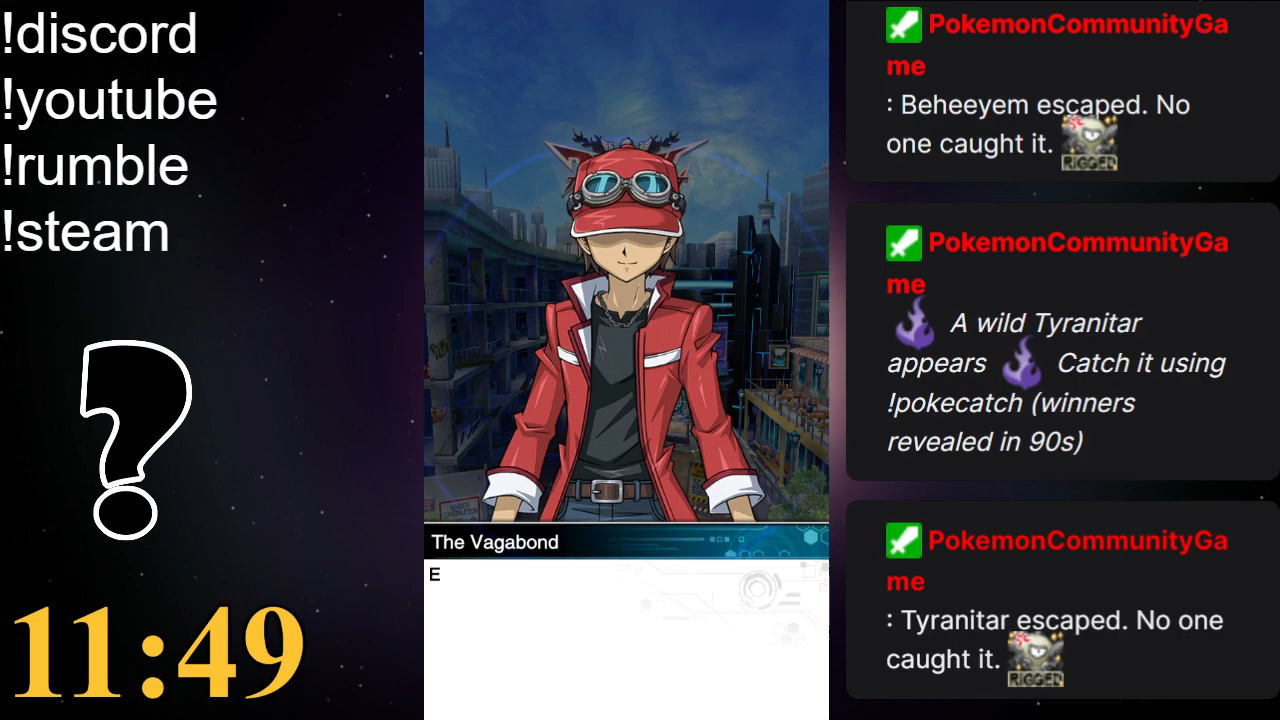 !discord
!youtube
!rumble
!steam
11:49
The Vagabond
E
PokemonCommunityGa
me
: Beheeyem escaped. No
one caught it.
RIGGED
PokemonCommunityGa
me
A wild Tyranitar
appears Catch it using
!pokecatch (winners
revealed in 90s)
PokemonCommunityGa
me
: Tyranitar escaped. No one
caught it.
RIGGED